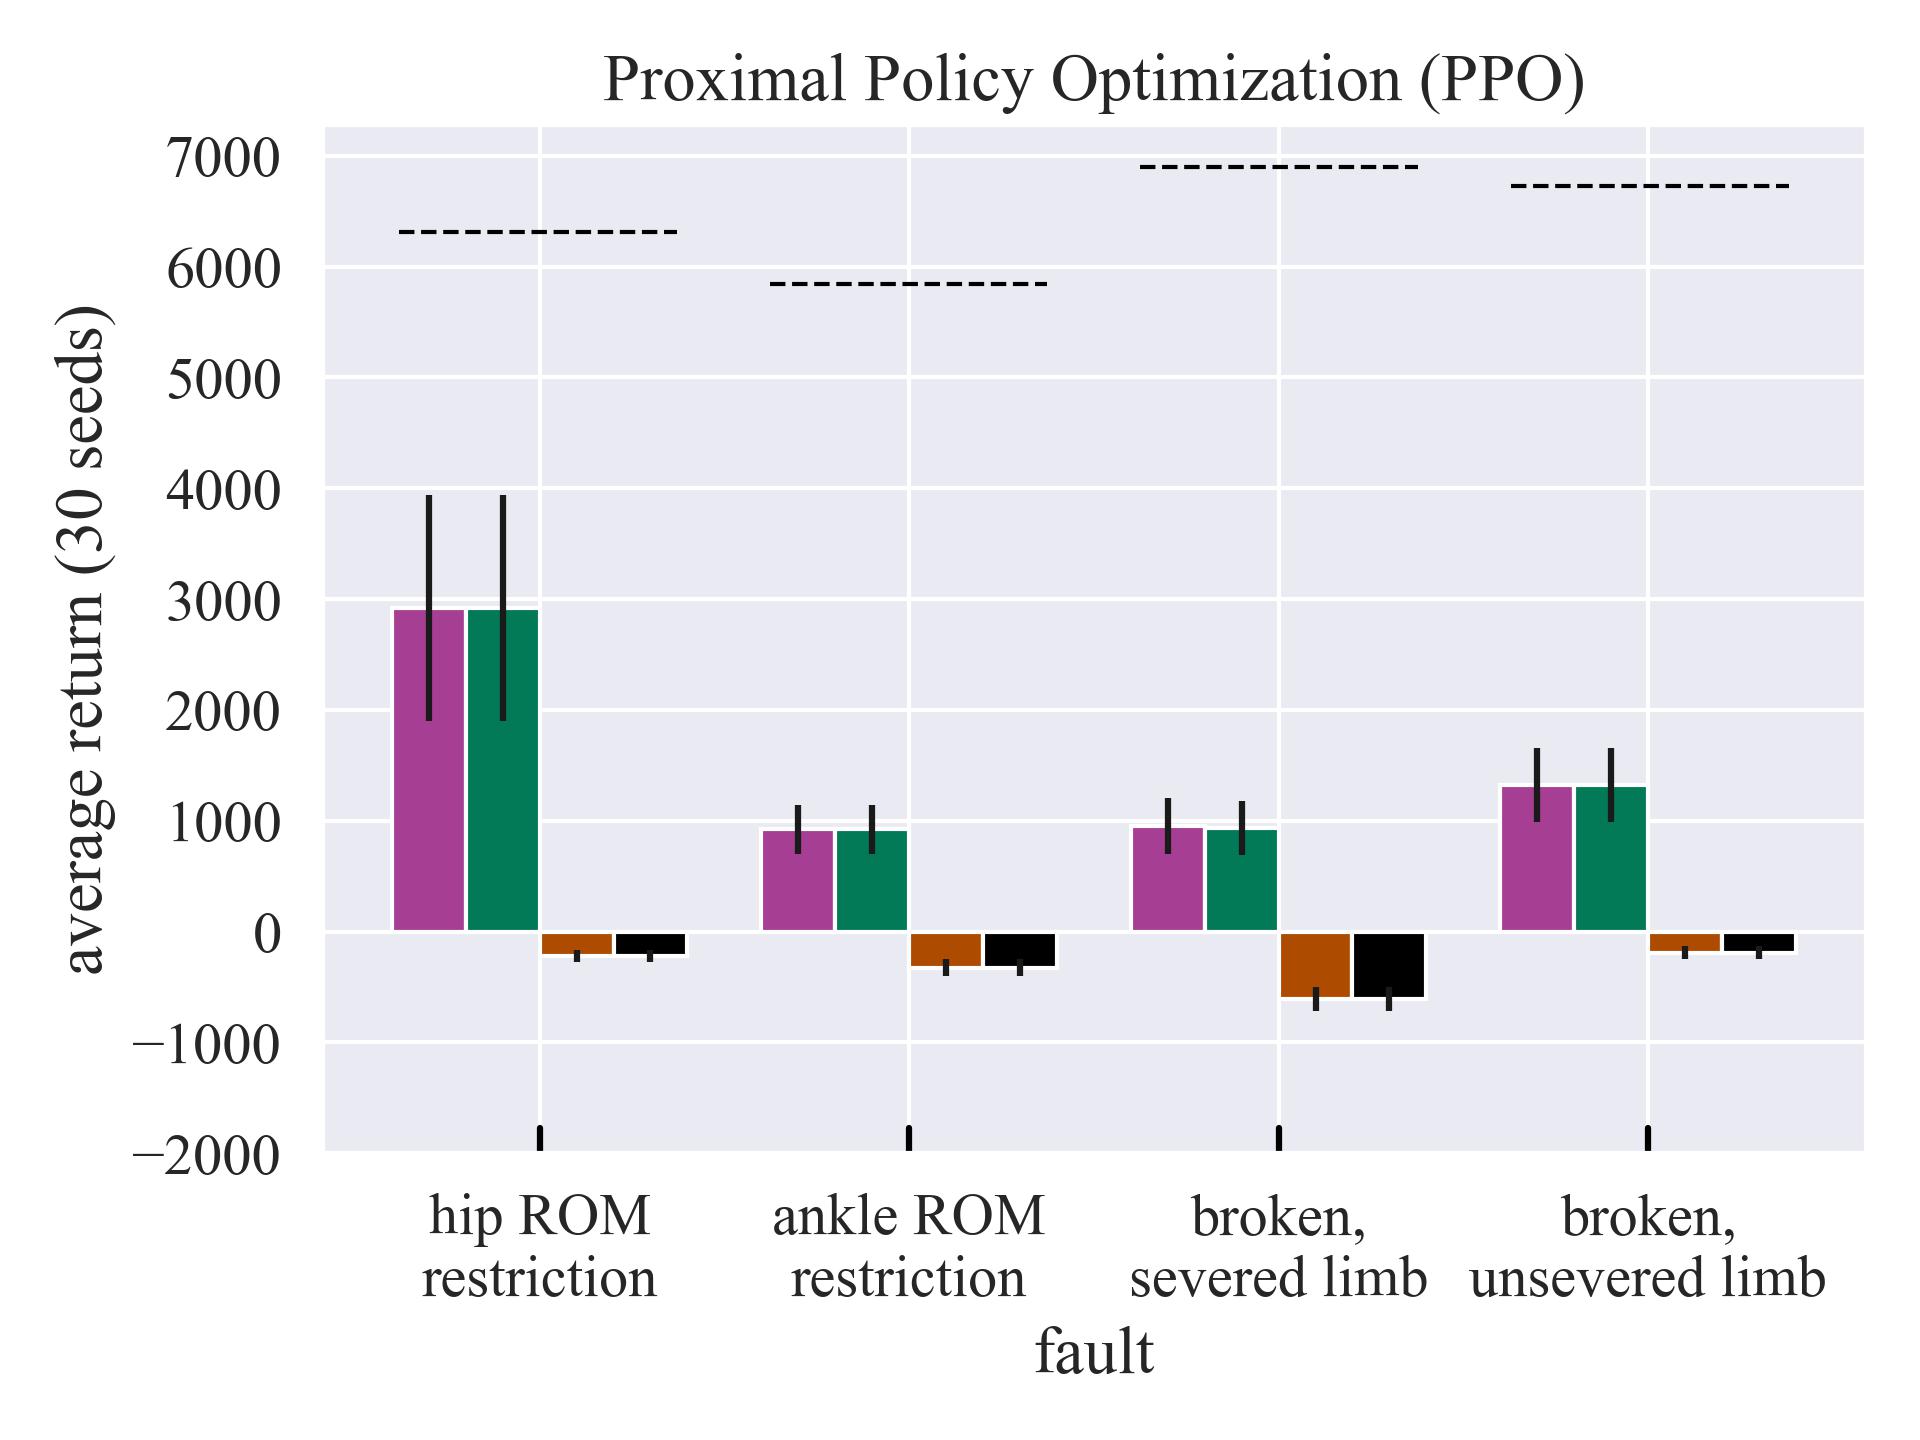 Proximal Policy Optimization (PPO)
7000
6000
5000
4000
3000
2000
1000
0
−1000
−2000
average return (30 seeds)
hip ROM
restriction
ankle ROM
restriction
broken,
severed limb
broken,
unsevered limb
fault